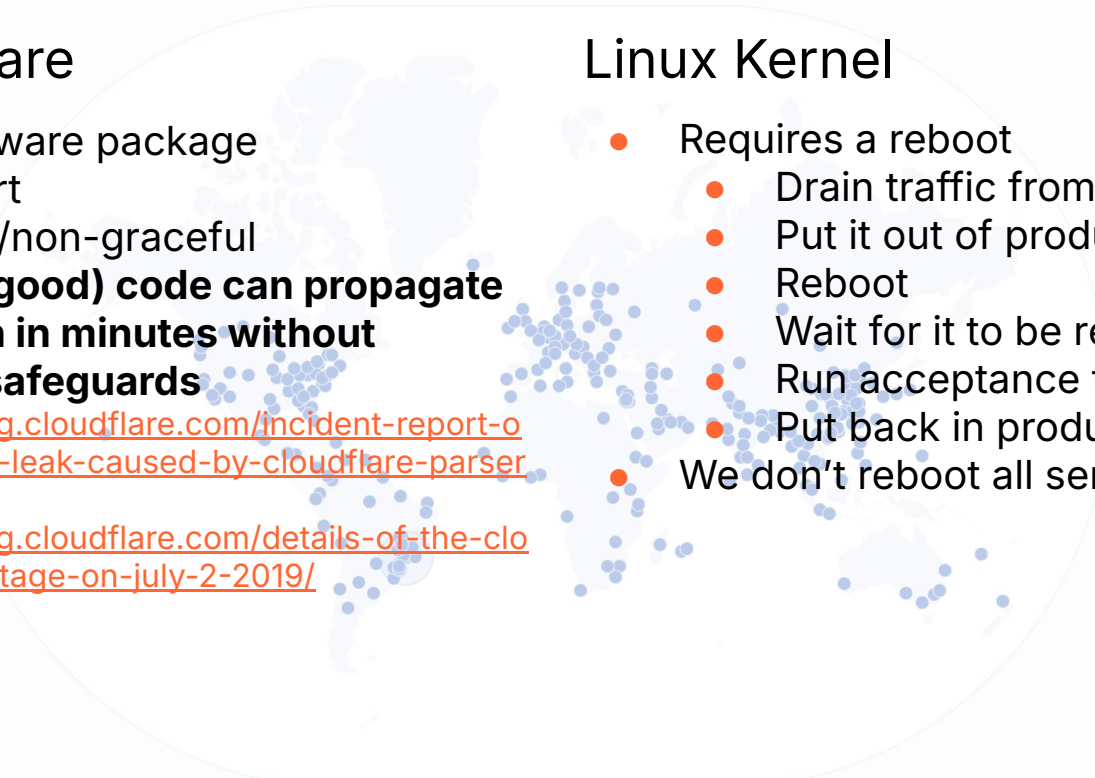 are
ware package
rt
/non-graceful
good) code can propagate
in minutes without
safeguards
g.cloudflare.com/incident-report-o
-leak-caused-by-cloudflare-parser
g.cloudflare.com/details-of-the-clo
tage-on-july-2-2019/
Linux Kernel
Requires a reboot
Drain traffic from
Put it out of produ
Reboot
Wait for it to be re
Run acceptance
Put back in produ
We don’t reboot all ser